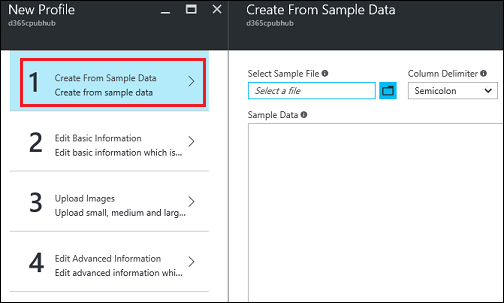 New Profile
d365cpubhub
1
Create From Sample Data
Create from sample data
2
Edit Basic Information
Edit basic information which is...
3
Upload Images
Upload small, medium and larg...
4
Edit Advanced Information
Edit advanced information whi...
Create From Sample Data
d365cpubhub
Select Sample File
Column Delimiter
Select a file
Semicolon
Sample Data